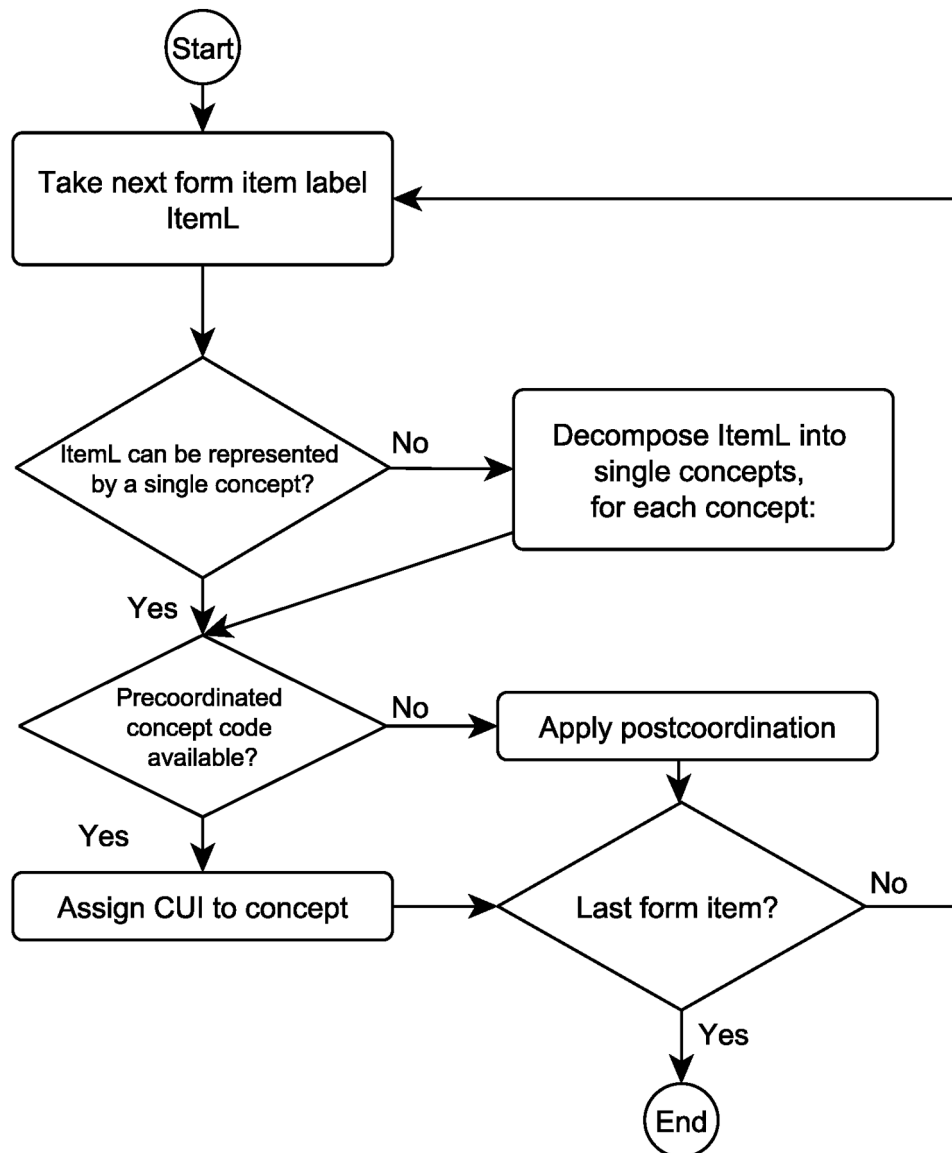 Start
Take next form item label
ItemL
ItemL can be represented
by a single concept?
No
Decompose ItemL into
single concepts,
for each concept:
Yes
Precoordinated
concept code
available?
No
Apply postcoordination
Yes
Assign CUI to concept
Last form item?
No
Yes
End